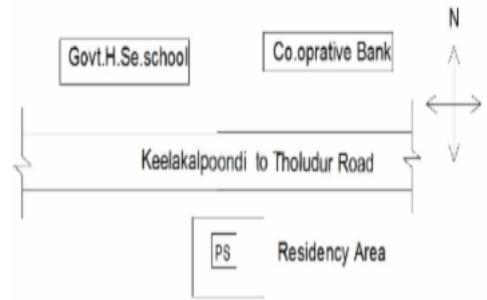 N
Govt.H.Se.school
Co.oprative Bank
Keelakalpoondi to Tholudur Road
PS
Residency Area